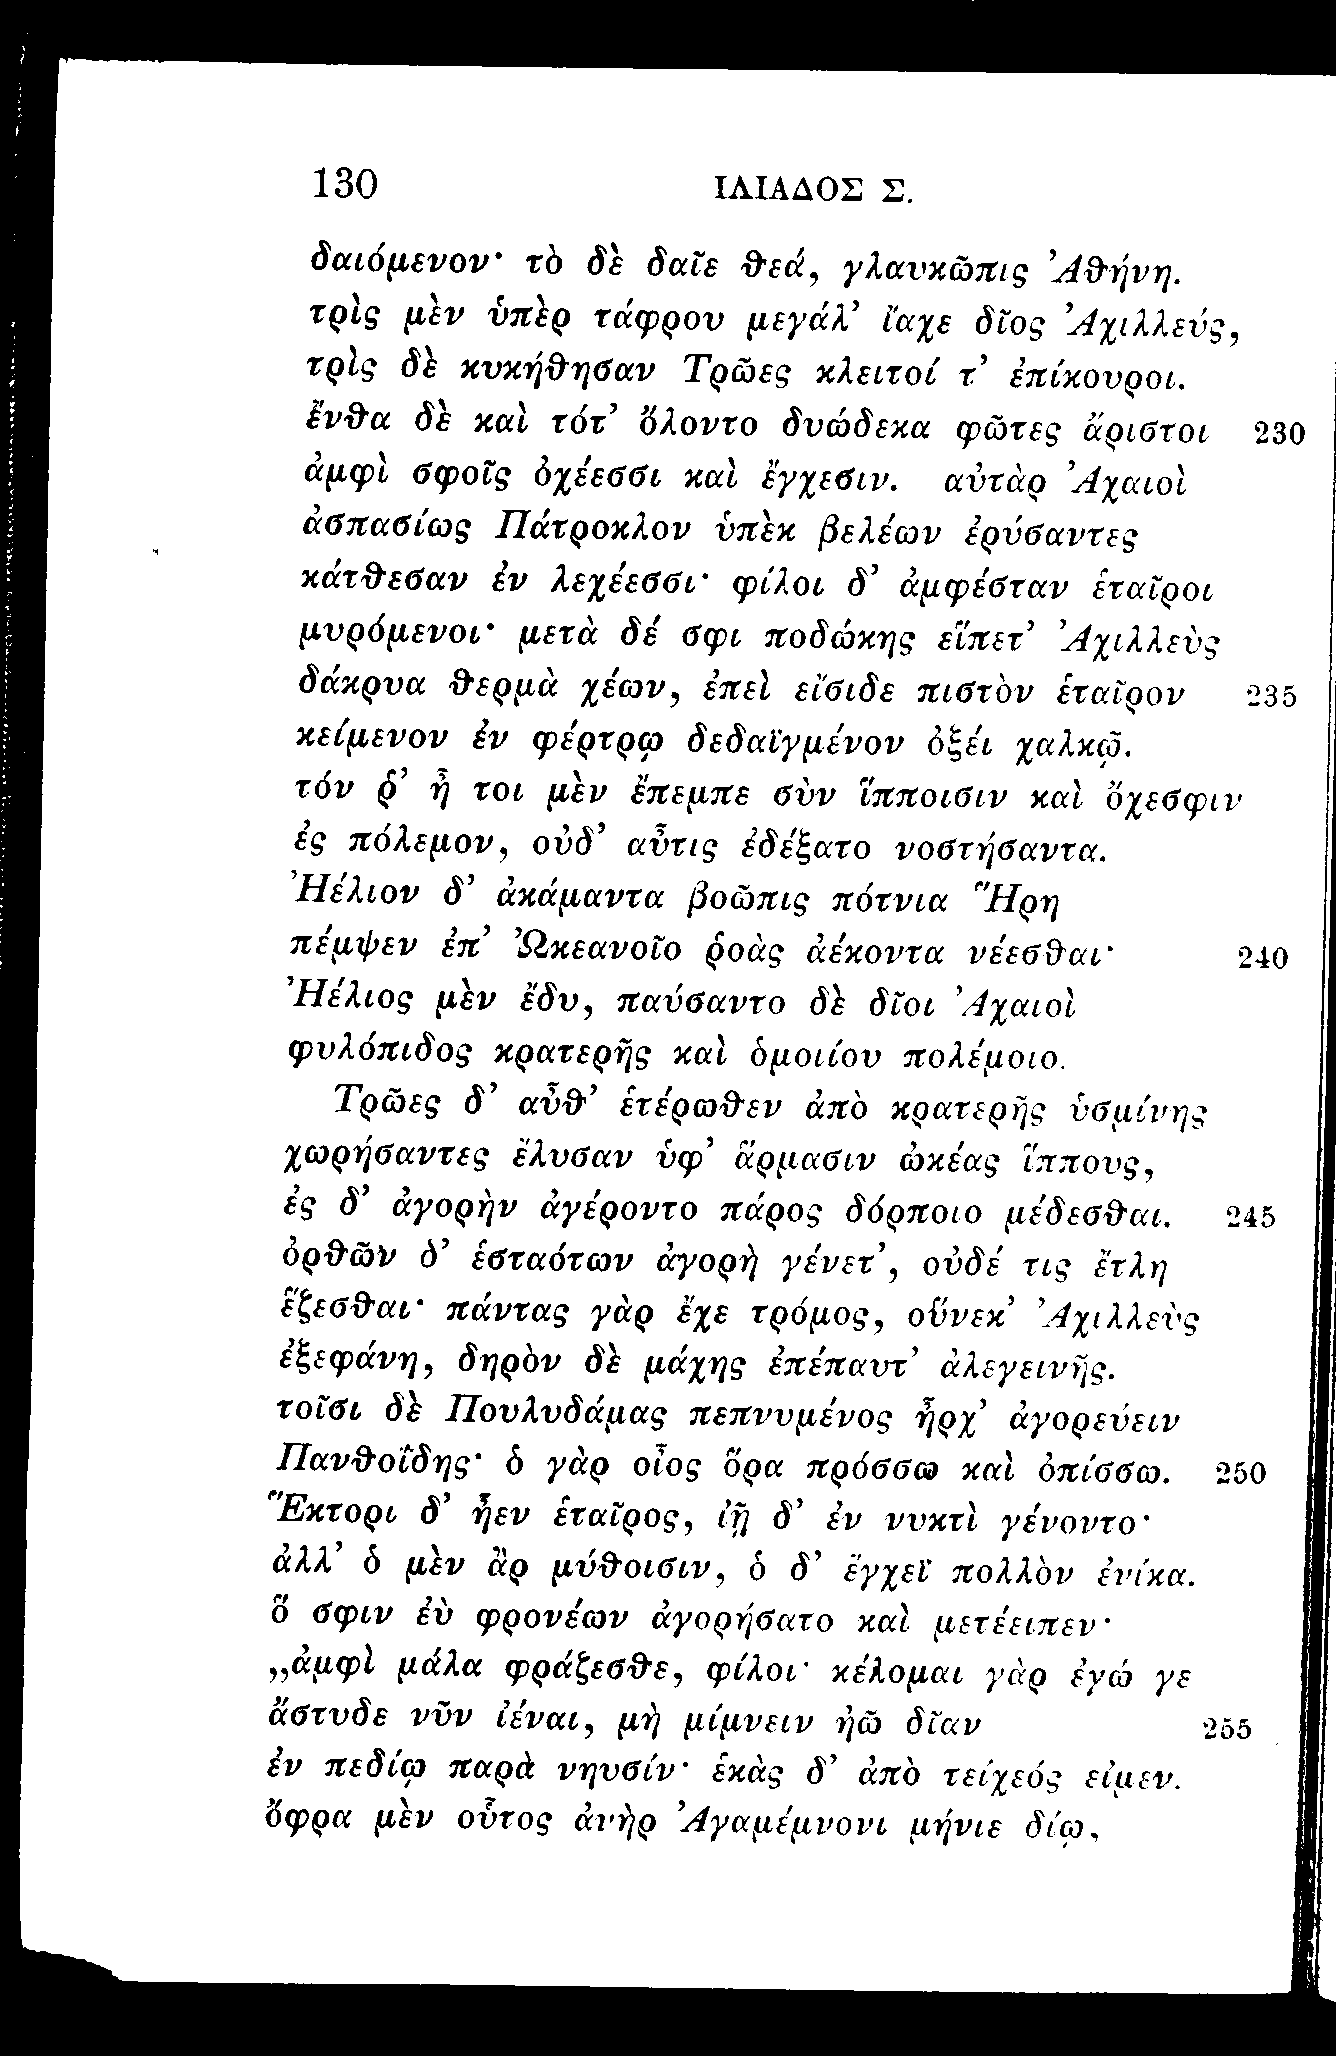 130 ΙΛΙΑΔΟΣ Σ.
δαιόμενον· τὸ δὲ δαῖε θεά, γλαυκῶπις Ἀθήνη.
τρὶς μὲν ὑπὲρ τάφρου μεγάλ’ ἴαχε δῖος Ἀχιλλεύς,
τρὶς δὲ κυκήθησαν Τρῶες κλειτοί τ’ ἐπίκουροι.
ἔνθα δὲ καὶ τότ’ ὄλοντο δυώδεκα φῶτες ἄριστοι 230
ἀμφὶ σφοῖς ὀχέεσσι καὶ ἔγχεσιν. αὐτὰρ Ἀχαιοὶ
ἀσπασίως Πάτροκλον ὑπὲκ βελέων ἐρύσαντες
κάτθεσαν ἐν λεχέεσσι· φίλοι δ’ ἀμφέσταν ἑταῖροι
μυρόμενοι· μετὰ δέ σφι ποδώκης εἵπετ’ Ἀχιλλεὺς
δάκρυα θερμὰ χέων, ἐπεὶ εἴσιδε πιστὸν ἑταῖρον 235
κείμενον ἐν φέρτρῳ δεδαϊγμένον ὀξέι χαλκῷ.
τόν ῥ’ ἦ τοι μὲν ἔπεμπε σὺν ἵπποισιν καὶ ὄχεσφιν
ἐς πόλεμον, οὐδ’ αὖτις ἐδέξατο νοστήσαντα.
Ἠέλιον δ’ ἀκάμαντα βοῶπις πότνια Ἥρη
πέμψεν ἐπ’ Ὠκεανοῖο ῥοὰς ἀέκοντα νέεσθαι· 240
Ἠέλιος μὲν ἔδυ, παύσαντο δὲ δῖοι Ἀχαιοὶ
φυλόπιδος κρατερῆς καὶ ὁμοιίου πολέμοιο.
Τρῶες δ’ αὖθ’ ἑτέρωθεν ἀπὸ κρατερῆς ὑσμίνης
χωρήσαντες ἔλυσαν ὑφ’ ἅρμασιν ὠκέας ἵππους,
ἐς δ’ ἀγορὴν ἀγέροντο πάρος δόρποιο μέδεσθαι. 245
ὀρθῶν δ’ ἑσταότων ἀγορὴ γένετ’, οὐδέ τις ἔτλη
ἕζεσθαι· πάντας γὰρ ἔχε τρόμος, οὕνεκ’ Ἀχιλλεὺς
ἐξεφάνη, δηρὸν δὲ μάχης ἐπέπαυτ’ ἀλεγεινῆς.
τοῖσι δὲ Πουλυδάμας πεπνυμένος ἦρχ’ ἀγορεύειν
Πανθοΐδης· ὁ γὰρ οἶος ὅρα πρόσσω καὶ ὀπίσσω. 250
Ἕκτορι δ’ ἦεν ἑταῖρος, ἰῇ δ’ ἐν νυκτὶ γένοντο·
ἀλλ’ ὁ μὲν ἂρ μύθοισιν, ὁ δ’ ἔγχεϊ πολλὸν ἐνίκα.
ὅ σφιν ἐὺ φρονέων ἀγορήσατο καὶ μετέειπεν·
„ἀμφὶ μάλα φράζεσθε, φίλοι· κέλομαι γὰρ ἐγώ γε
ἄστυδε νῦν ἰέναι, μὴ μίμνειν ἠῶ δῖαν 255
ἐν πεδίῳ παρὰ νηυσίν· ἑκὰς δ’ ἀπὸ τείχεός εἰμεν.
ὄφρα μὲν οὗτος ἀνὴρ Ἀγαμέμνονι μήνιε δίῳ,